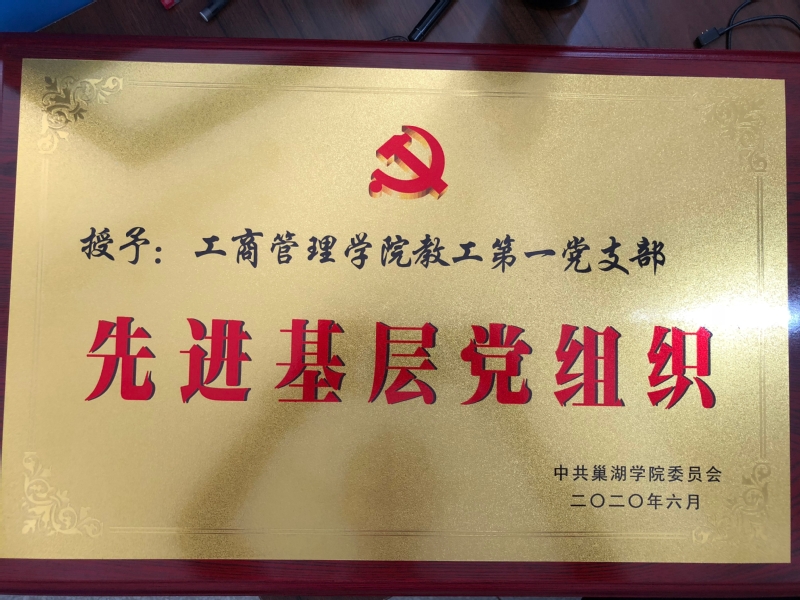 授予：工商管理学院教工第一党支部
先进基层党组织
中共巢湖学院委员会
二〇二〇年六月